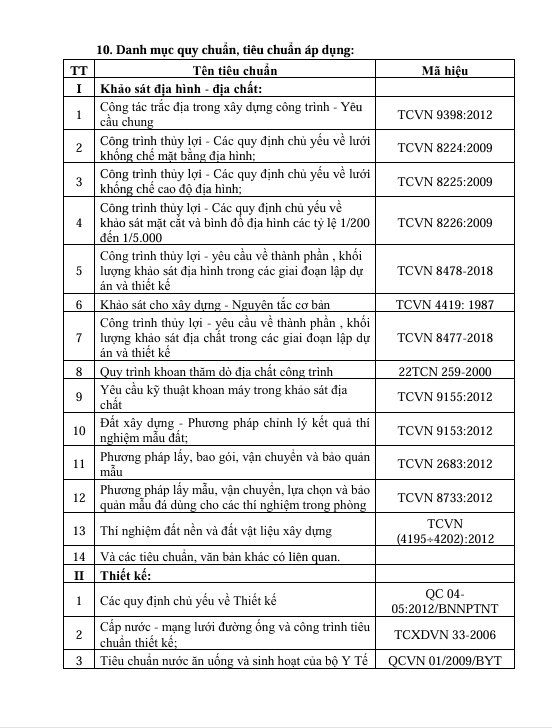 10. Danh mục quy chuẩn, tiêu chuẩn áp dụng:
TT Tên tiêu chuẩn Mã hiệu
I Khảo sát địa hình - địa chất:
1 Công tác trắc địa trong xây dựng công trình - Yêu
cầu chung TCVN 9398:2012
2 Công trình thủy lợi - Các quy định chủ yếu về lưới
khống chế mặt bằng địa hình; TCVN 8224:2009
3 Công trình thủy lợi - Các quy định chủ yếu về lưới
khống chế cao độ địa hình; TCVN 8225:2009
4 Công trình thủy lợi - Các quy định chủ yếu về
khảo sát mặt cắt và bình đồ địa hình các tỷ lệ 1/200
đến 1/5.000 TCVN 8226:2009
5 Công trình thủy lợi - yêu cầu về thành phần , khối
lượng khảo sát địa hình trong các giai đoạn lập dự
án và thiết kế TCVN 8478-2018
6 Khảo sát cho xây dựng - Nguyên tắc cơ bản TCVN 4419: 1987
7 Công trình thủy lợi - yêu cầu về thành phần , khối
lượng khảo sát địa chất trong các giai đoạn lập dự
án và thiết kế TCVN 8477-2018
8 Quy trình khoan thăm dò địa chất công trình 22TCN 259-2000
9 Yêu cầu kỹ thuật khoan máy trong khảo sát địa
chất TCVN 9155:2012
10 Đất xây dựng - Phương pháp chỉnh lý kết quả thí
nghiệm mẫu đất; TCVN 9153:2012
11 Phương pháp lấy, bao gói, vận chuyển và bảo quản
mẫu TCVN 2683:2012
12 Phương pháp lấy mẫu, vận chuyển, lựa chọn và bảo
quản mẫu đá dùng cho các thí nghiệm trong phòng TCVN 8733:2012
13 Thí nghiệm đất nền và đất vật liệu xây dựng TCVN
(4195÷4202):2012
14 Và các tiêu chuẩn, văn bản khác có liên quan.
II Thiết kế:
1 Các quy định chủ yếu về Thiết kế QC 04-
05:2012/BNNPTNT
2 Cấp nước - mạng lưới đường ống và công trình tiêu
chuẩn thiết kế; TCXDVN 33-2006
3 Tiêu chuẩn nước ăn uống và sinh hoạt của bộ Y Tế QCVN 01/2009/BYT